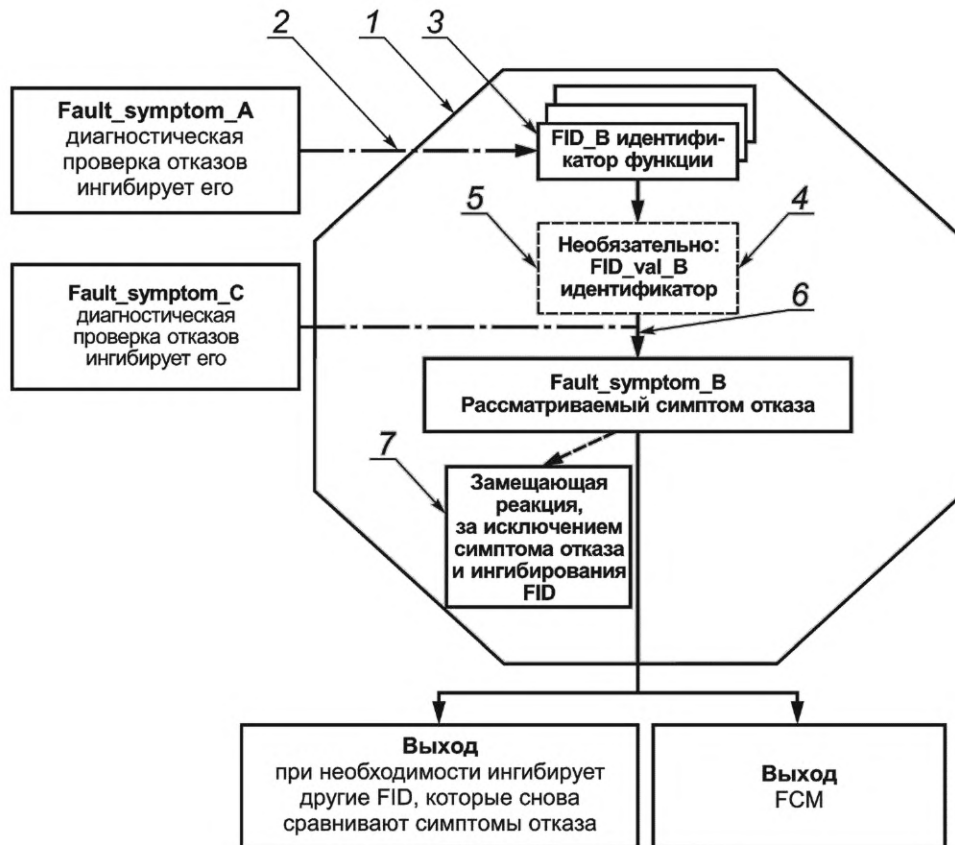 2
1
3
Fault_symptom_A
диагностическая
проверка отказов
ингибирует его
FID_B идентифи-
катор функции
5
4
Необязательно:
FID_val_B
идентификатор
Fault_symptom_C
диагностическая
проверка отказов
ингибирует его
6
Fault_symptom_B
Рассматриваемый симптом отказа
7
Замещающая
реакция,
за исключением
симптома отказа
и ингибирования
FID
Выход
при необходимости ингибирует
другие FID, которые снова
сравнивают симптомы отказа
Выход
FCM